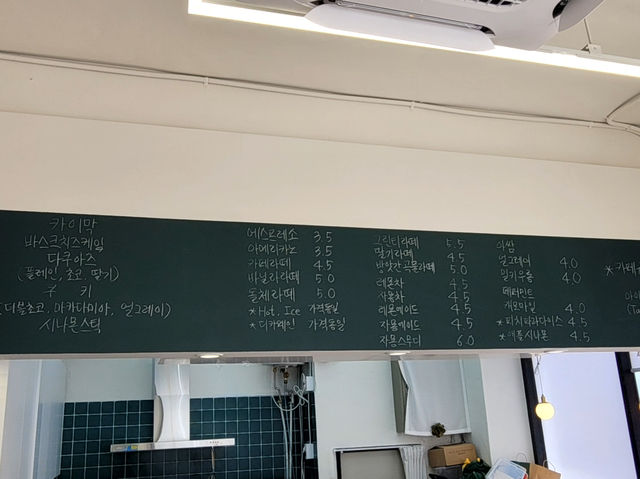 카이막
바스크치즈케잌
다쿠아즈
(플레인, 초코, 딸기)
쿠 키
(더블초코, 마카다미아, 얼그레이)
시나몬스틱
에스프레소 3.5
아메리카노 3.5
카페라떼 4.5
바닐라라떼 5.0
돌체라떼 5.0
* Hot, Ice 가격동일
* 디카페인 가격동일
그린티라떼 5.5
딸기라떼 4.5
방앗간곡물라떼 5.0
레몬차 4.5
자몽차 4.5
레몬에이드 4.5
자몽에이드 4.5
자몽스무디 6.0
티쌈
얼그레이 4.0
밀키우롱 4.0
페퍼민트
캐모마일 4.0
* 피치파라다이스 4.5
* 애플시나몬 4.5
* 카페